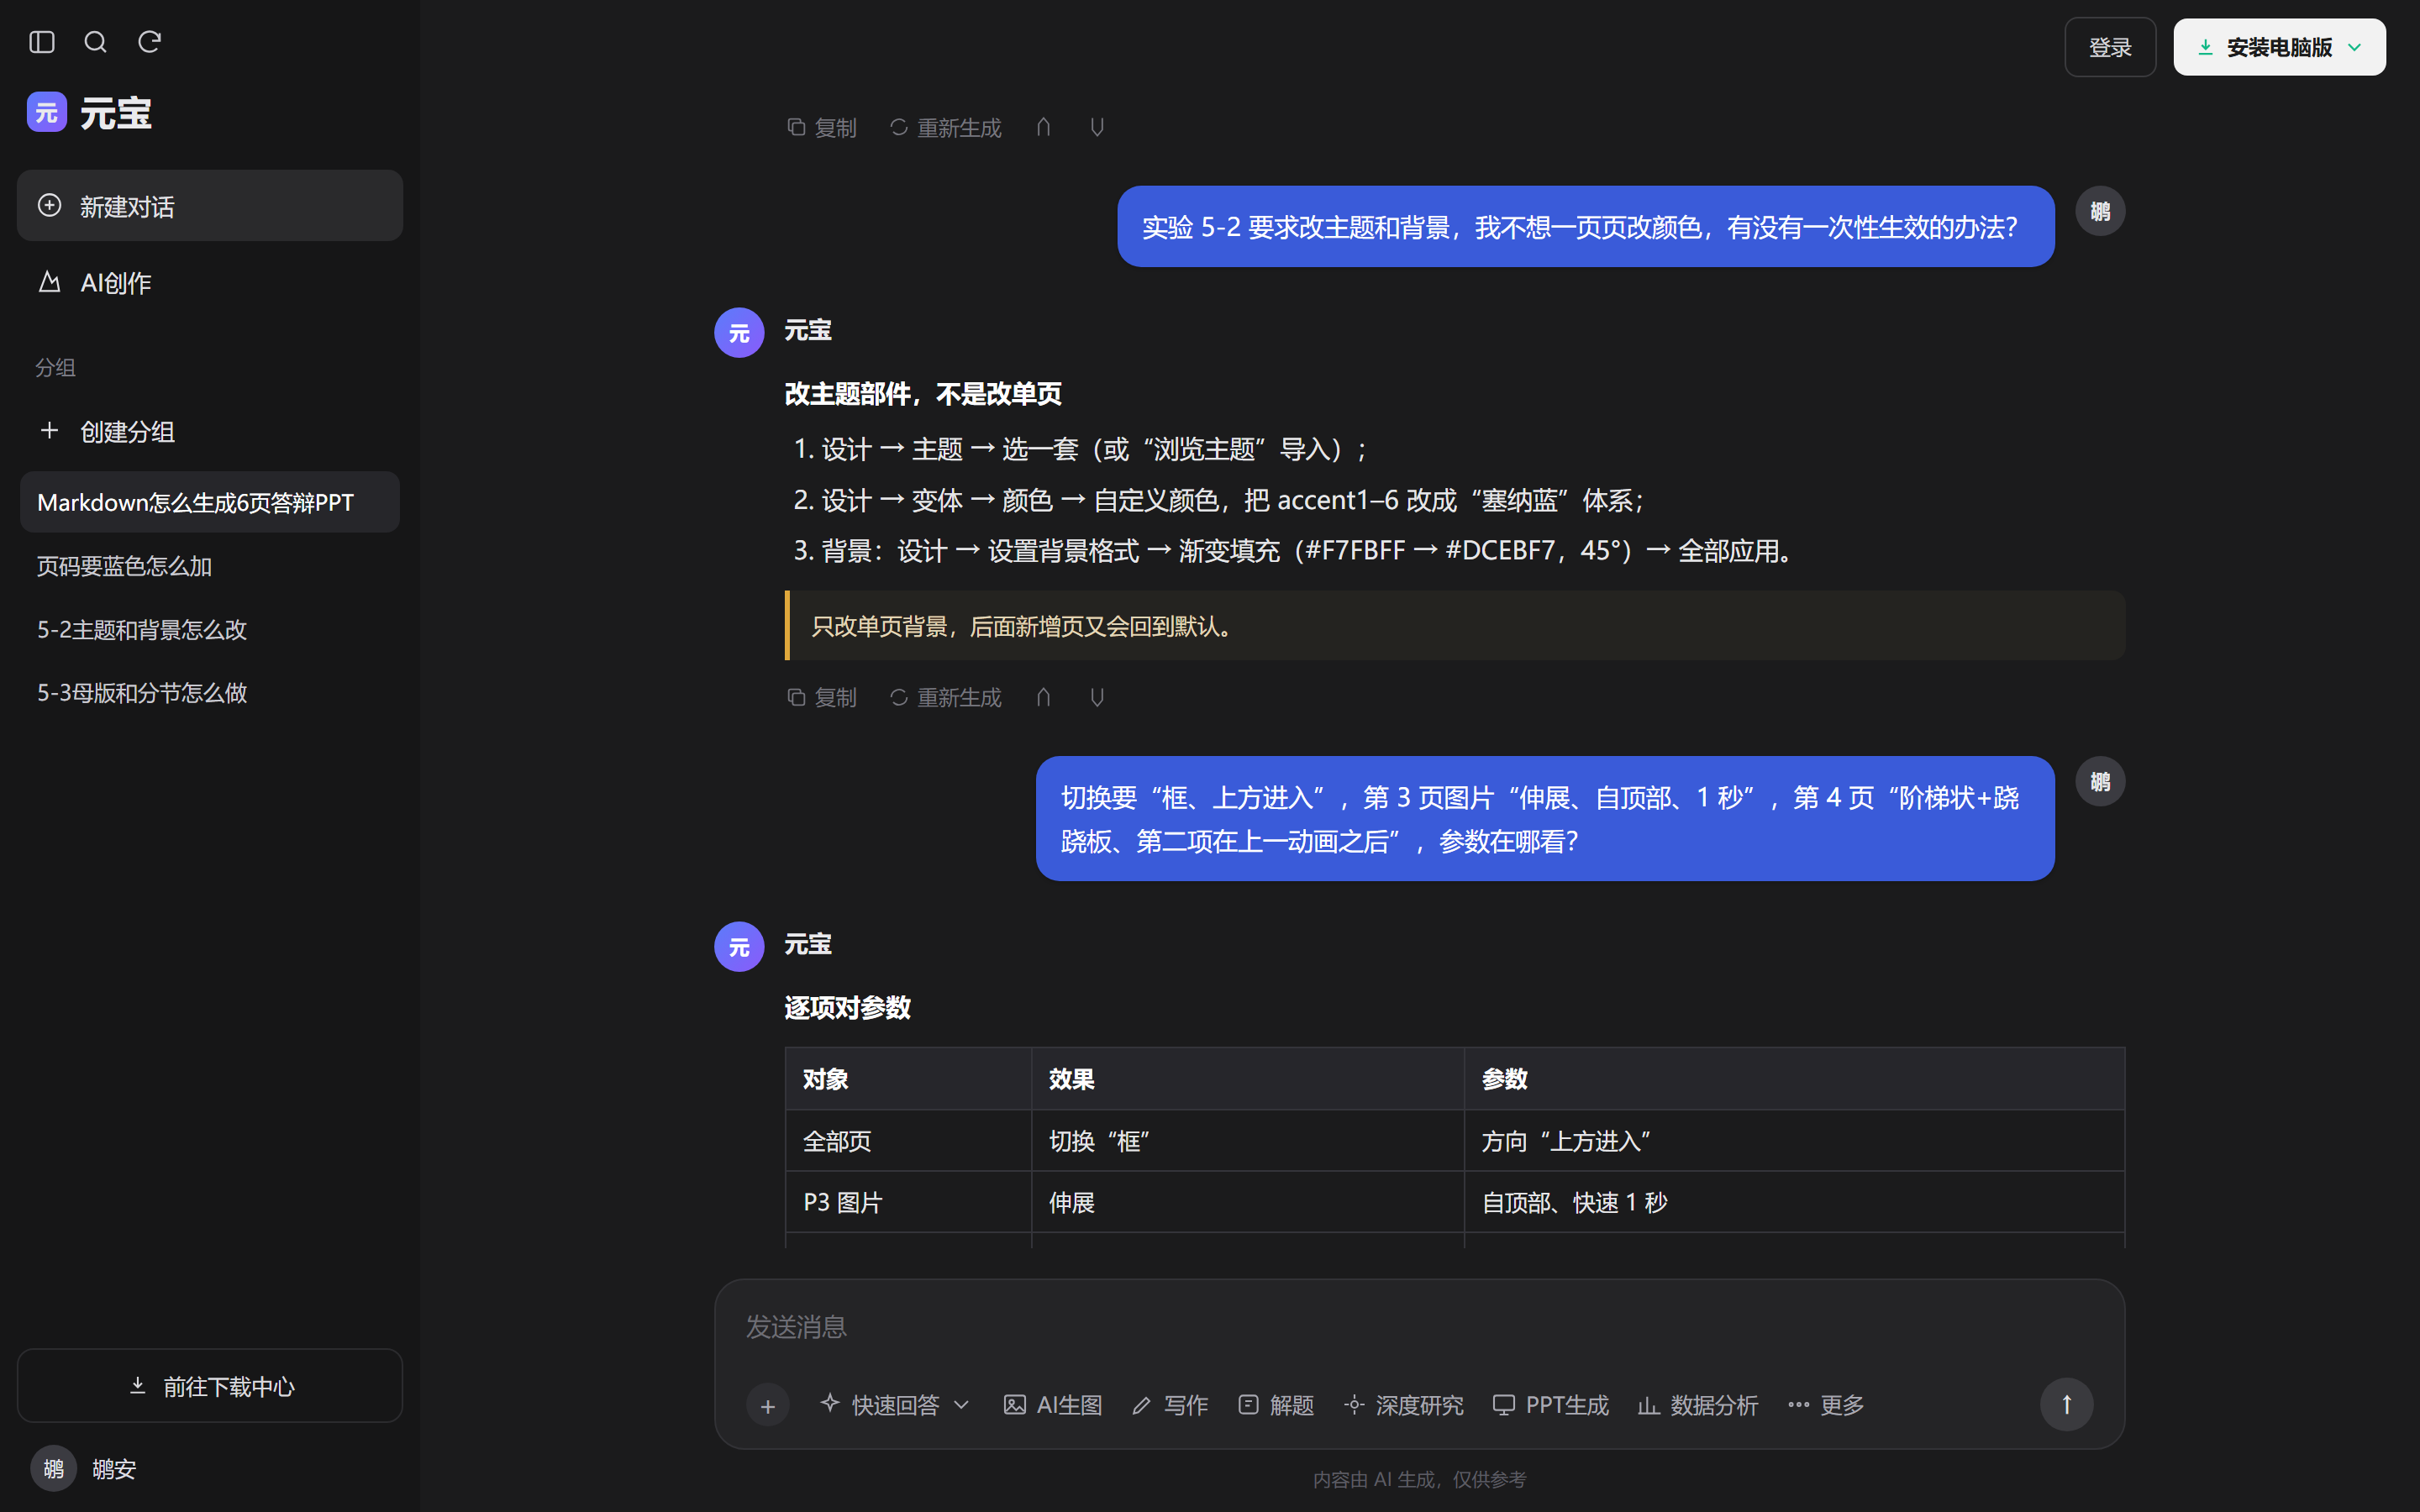 元 元宝
新建对话
AI创作
分组
创建分组
Markdown怎么生成6页答辩PPT
页码要蓝色怎么加
5-2主题和背景怎么改
5-3母版和分节怎么做
前往下载中心
鹕 鹕安
登录
安装电脑版
复制 重新生成
实验 5-2 要求改主题和背景，我不想一页页改颜色，有没有一次性生效的办法？
鹕
元 元宝
改主题部件，不是改单页
1. 设计 → 主题 → 选一套（或“浏览主题”导入）；
2. 设计 → 变体 → 颜色 → 自定义颜色，把 accent1–6 改成“塞纳蓝”体系；
3. 背景：设计 → 设置背景格式 → 渐变填充（#F7FBFF → #DCEBF7，45°）→ 全部应用。
只改单页背景，后面新增页又会回到默认。
复制 重新生成
切换要“框、上方进入”，第 3 页图片“伸展、自顶部、1 秒”，第 4 页“阶梯状+跷
跷板、第二项在上一动画之后”，参数在哪看？
鹕
元 元宝
逐项对参数
对象 效果 参数
全部页 切换“框” 方向“上方进入”
P3 图片 伸展 自顶部、快速 1 秒
发送消息
快速回答 AI生图 写作 解题 深度研究 PPT生成 数据分析 更多
内容由 AI 生成，仅供参考